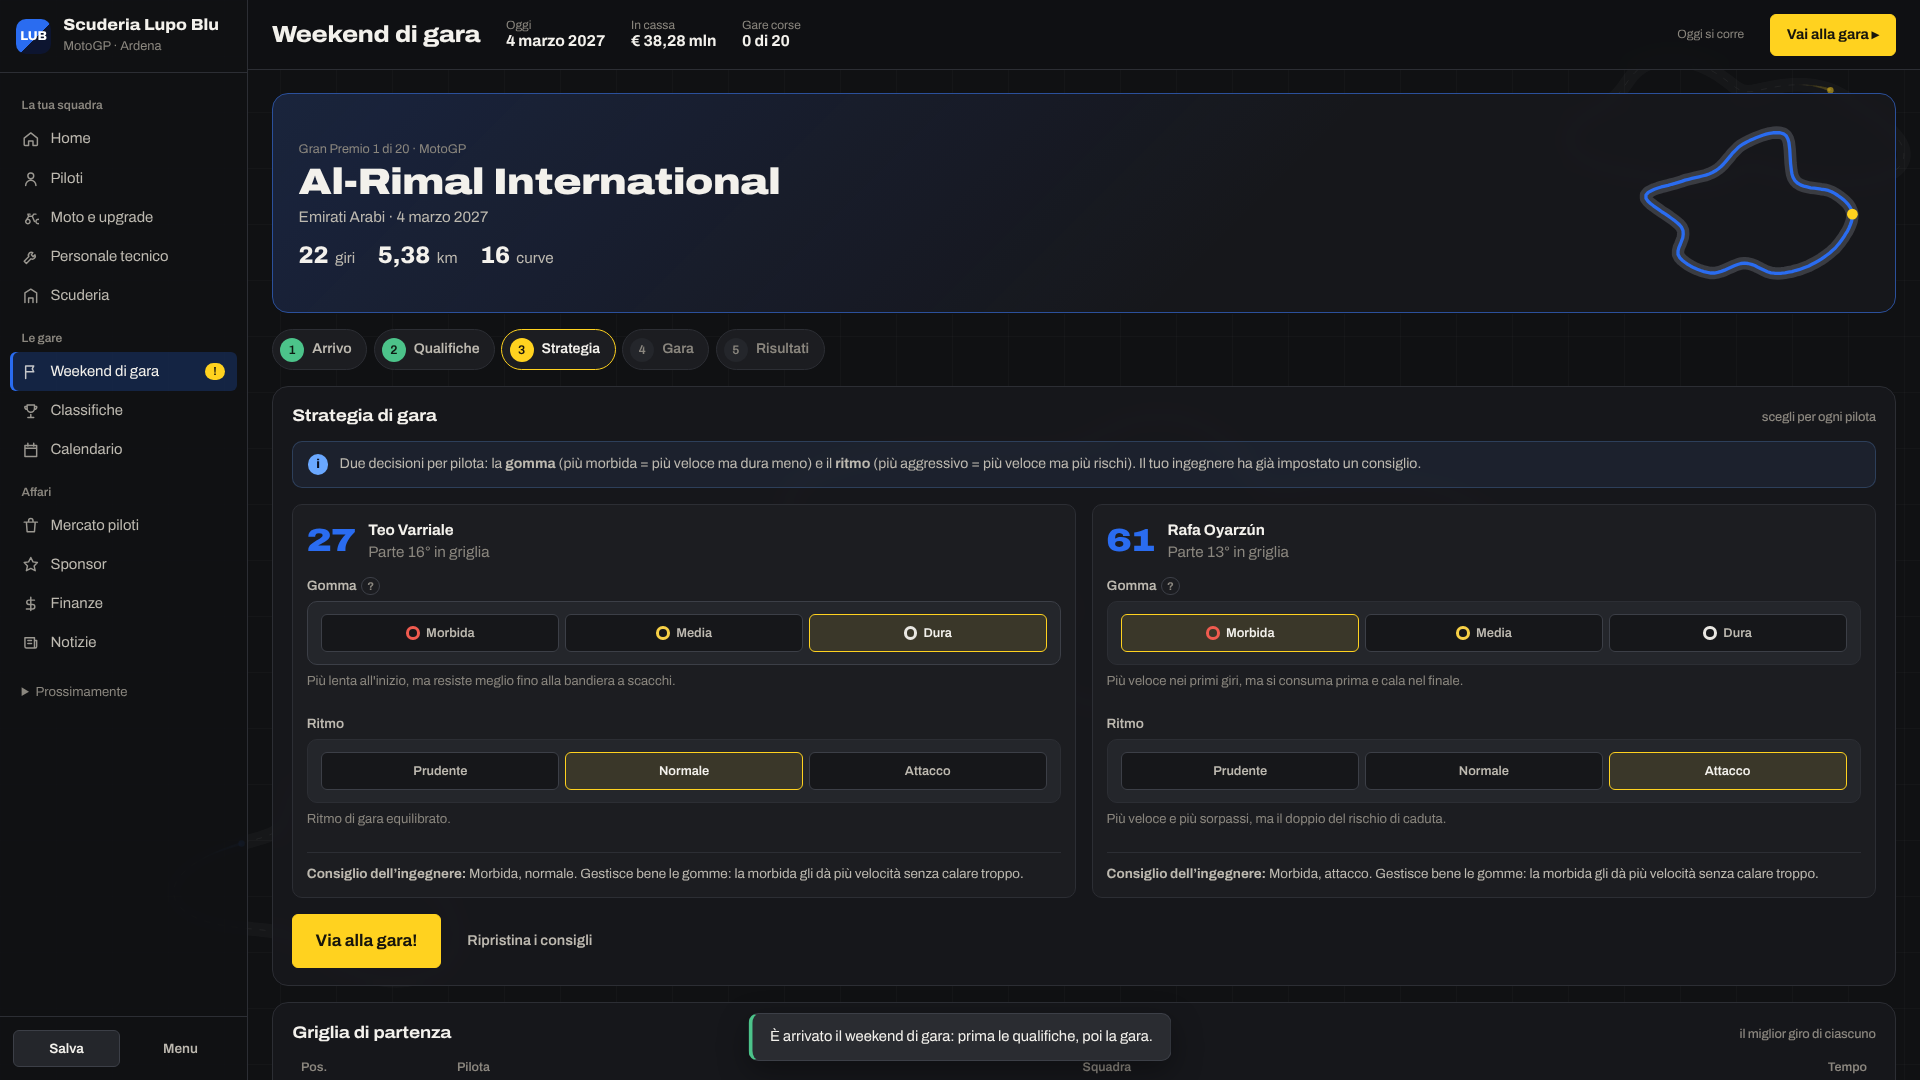 LUB
Scuderia Lupo Blu
MotoGP · Ardena
La tua squadra
Home
Piloti
Moto e upgrade
Personale tecnico
Scuderia
Le gare
Weekend di gara !
Classifiche
Calendario
Affari
Mercato piloti
Sponsor
Finanze
Notizie
Prossimamente
Salva Menu
Weekend di gara
Oggi
4 marzo 2027
In cassa
€ 38,28 mln
Gare corse
0 di 20
Oggi si corre
Vai alla gara ▸
Gran Premio 1 di 20 · MotoGP
Al-Rimal International
Emirati Arabi · 4 marzo 2027
22 giri 5,38 km 16 curve
1 Arrivo 2 Qualifiche 3 Strategia 4 Gara 5 Risultati
Strategia di gara
scegli per ogni pilota
i Due decisioni per pilota: la gomma (più morbida = più veloce ma dura meno) e il ritmo (più aggressivo = più veloce ma più rischi). Il tuo ingegnere ha già impostato un consiglio.
27 Teo Varriale
Parte 16° in griglia
Gomma ?
Morbida Media Dura
Più lenta all'inizio, ma resiste meglio fino alla bandiera a scacchi.
Ritmo
Prudente Normale Attacco
Ritmo di gara equilibrato.
Consiglio dell’ingegnere: Morbida, normale. Gestisce bene le gomme: la morbida gli dà più velocità senza calare troppo.
61 Rafa Oyarzún
Parte 13° in griglia
Gomma ?
Morbida Media Dura
Più veloce nei primi giri, ma si consuma prima e cala nel finale.
Ritmo
Prudente Normale Attacco
Più veloce e più sorpassi, ma il doppio del rischio di caduta.
Consiglio dell’ingegnere: Morbida, attacco. Gestisce bene le gomme: la morbida gli dà più velocità senza calare troppo.
Via alla gara! Ripristina i consigli
Griglia di partenza
il miglior giro di ciascuno
È arrivato il weekend di gara: prima le qualifiche, poi la gara.
Pos. Pilota Squadra Tempo